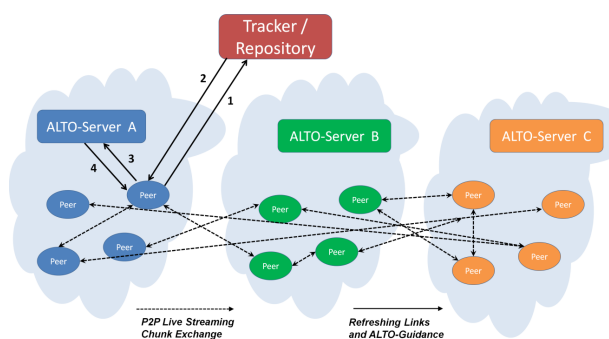 Tracker /
Repository
2
1
ALTO-Server A
ALTO-Server B
ALTO-Server C
3
4
Peer
Peer
Peer
Peer
Peer
Peer
Peer
Peer
Peer
Peer
Peer
Peer
P2P Live Streaming
Chunk Exchange
Refreshing Links
and ALTO-Guidance